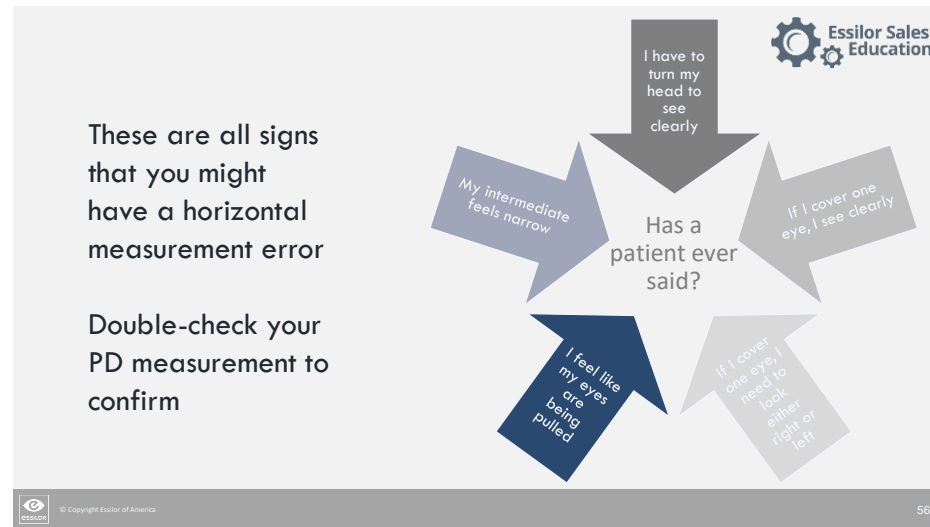 Essilor Sales
Education
These are all signs
that you might
have a horizontal
measurement error
Double-check your
PD measurement to
confirm
I have to
turn my
head to
see
clearly
My intermediate
feels narrow
If I cover one
eye, I see clearly
Has a
patient ever
said?
I feel like
my eyes
are
being
pulled
If I cover
one eye, I
need to
look
either
right or
left
essilor
© Copyright Essilor of America
56